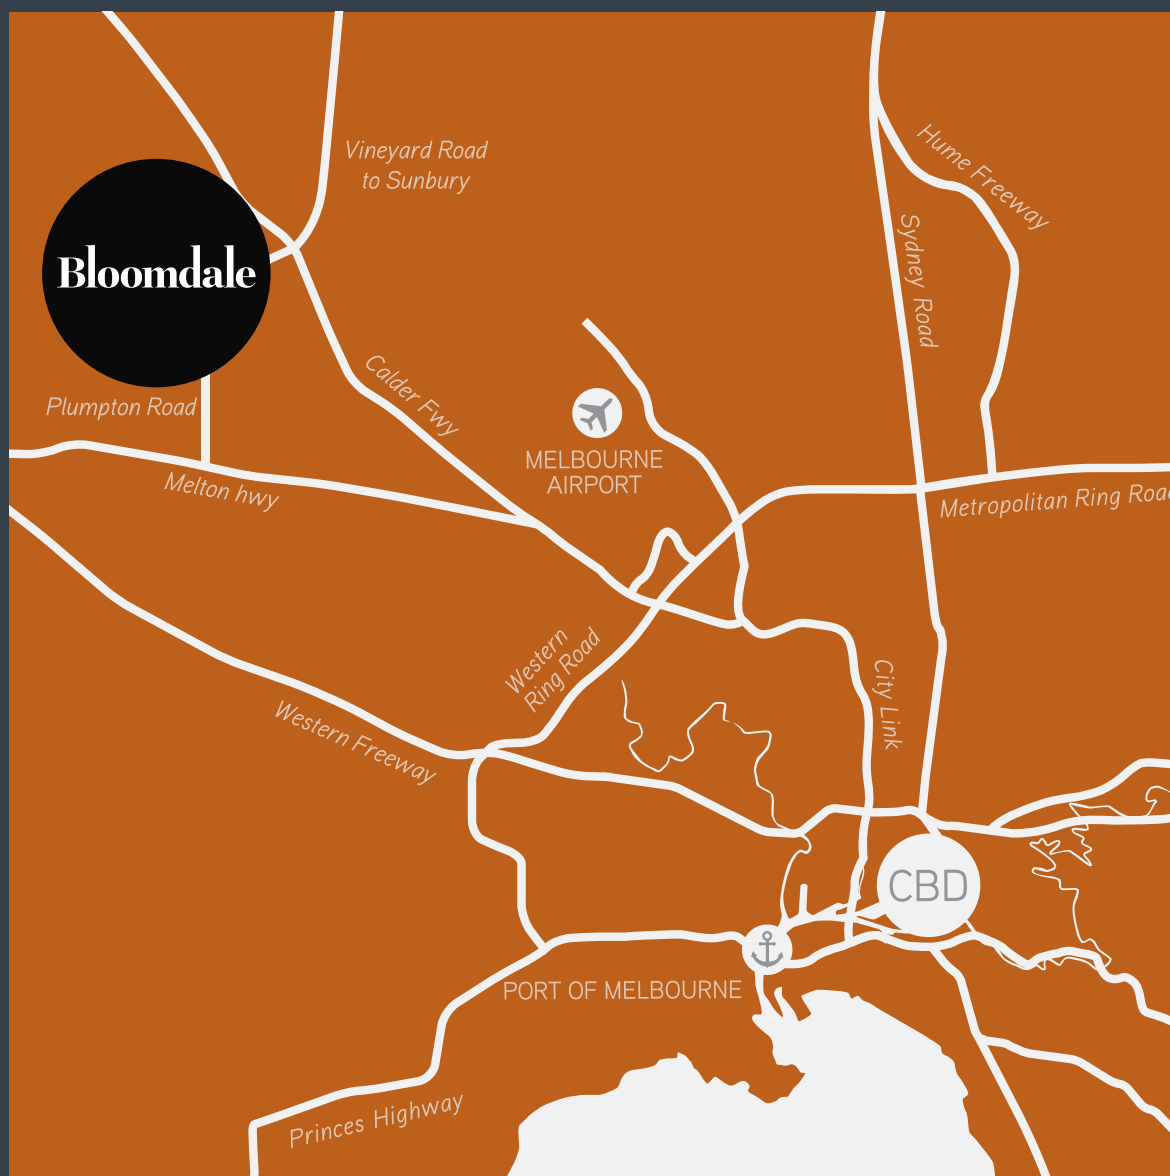 Hume Freeway
Vineyard Road
to Sunbury
Sydney Road
Bloomdale
Calder Fwy
Plumpton Road
MELBOURNE
AIRPORT
Melton hwy
Metropolitan Ring Roa
Western
Ring Road
City Link
Western Freeway
CBD
PORT OF MELBOURNE
Princes Highway